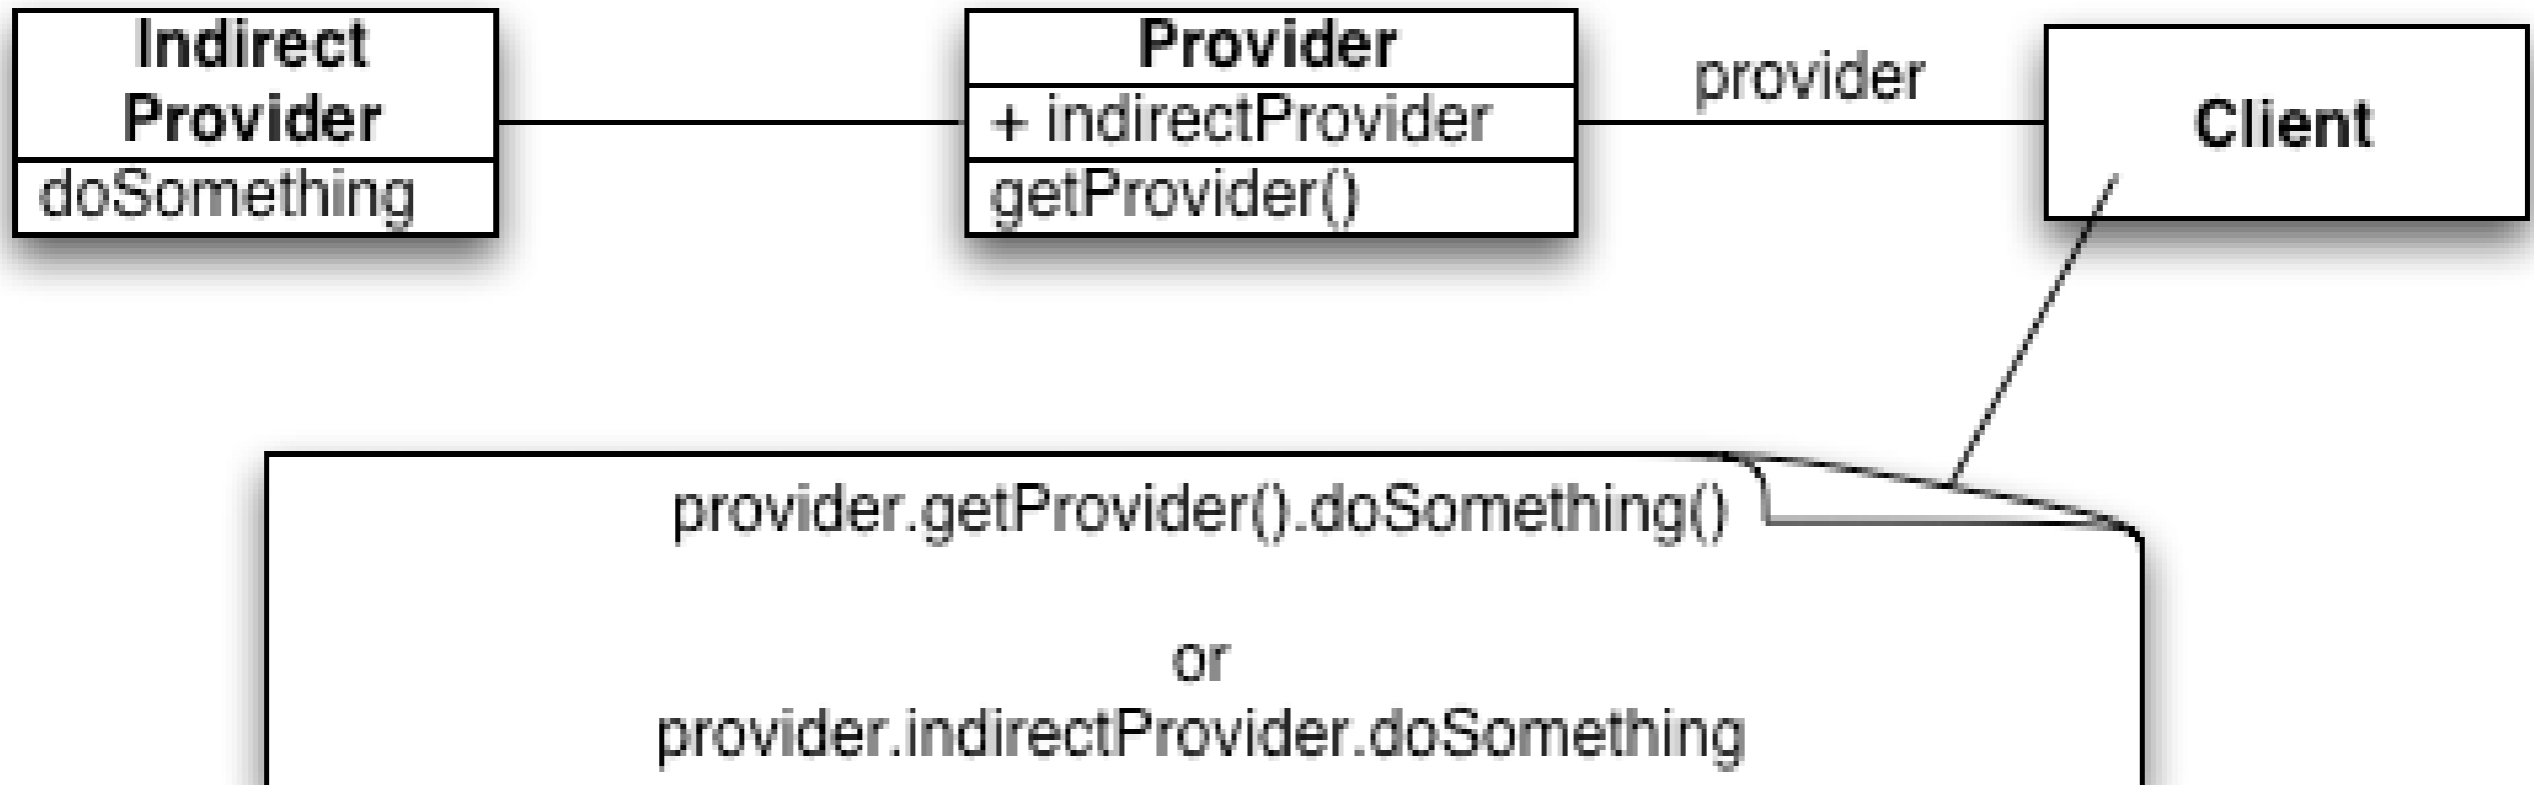 Indirect
Provider
doSomething
Provider
+ indirectProvider
getProvider()
provider
Client
provider.getProvider().doSomething()
or
provider.indirectProvider.doSomething